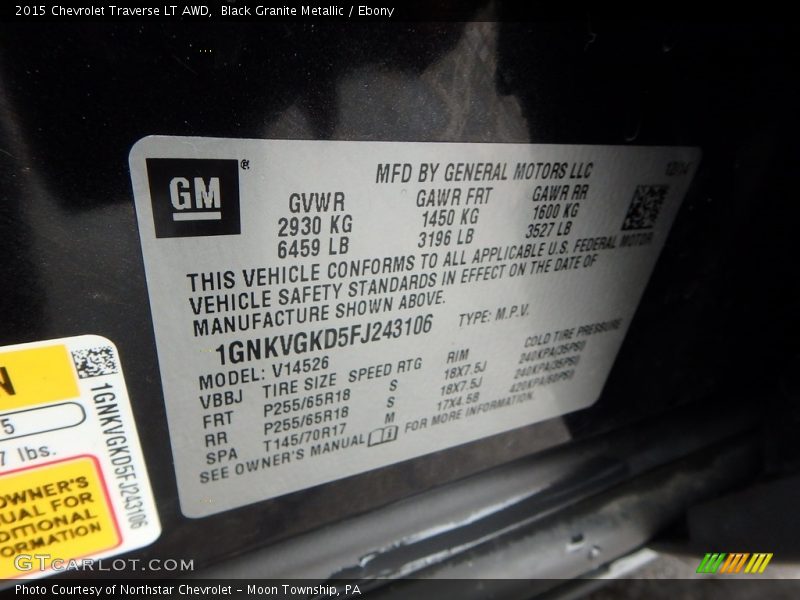 2015 Chevrolet Traverse LT AWD, Black Granite Metallic / Ebony
GM®
MFD BY GENERAL MOTORS LLC 12/14
GVWR GAWR FRT GAWR RR
2930 KG 1450 KG 1600 KG
6459 LB 3196 LB 3527 LB
THIS VEHICLE CONFORMS TO ALL APPLICABLE U.S. FEDERAL MOTOR
VEHICLE SAFETY STANDARDS IN EFFECT ON THE DATE OF
MANUFACTURE SHOWN ABOVE.
1GNKVGKD5FJ243106 TYPE: M.P.V.
MODEL: V14526
VBBJ TIRE SIZE SPEED RTG RIM COLD TIRE PRESSURE
FRT P255/65R18 S 18X7.5J 240KPA(35PSI)
RR P255/65R18 S 18X7.5J 240KPA(35PSI)
SPA T145/70R17 M 17X4.5B 420KPA(60PSI)
SEE OWNER'S MANUAL FOR MORE INFORMATION.
N
5
7 lbs.
OWNER'S
UAL FOR
DITIONAL
ORMATION
1GNKVGKD5FJ243106
GTCARLOT.COM
Photo Courtesy of Northstar Chevrolet - Moon Township, PA